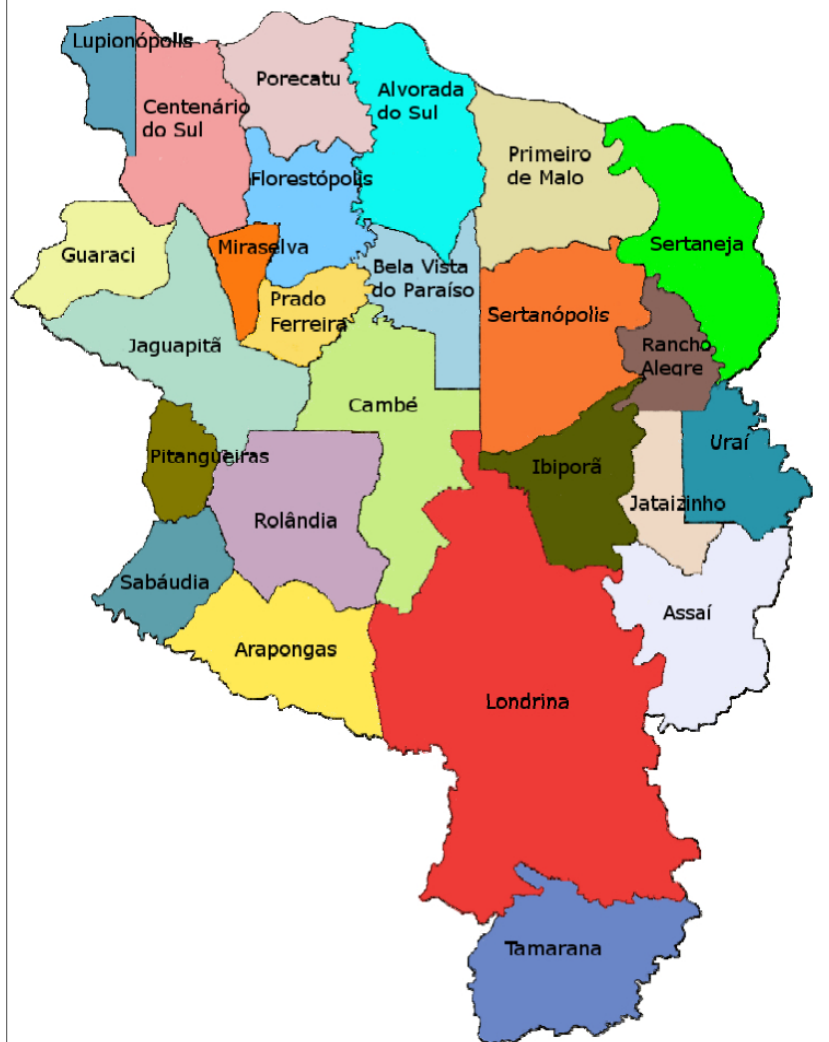 Lupionópolis
Porecatu
Alvorada
do Sul
Centenário
do Sul
Primeiro
de Malo
Florestópolis
Sertaneja
Miraselva
Guaraci
Bela Vista
do Paraíso
Prado
Ferreira
Sertanópolis
Rancho
Alegre
Jaguapitã
Cambé
Uraí
Pitangueiras
Ibiporã
Jataizinho
Rolândia
Sabáudia
Assaí
Arapongas
Londrina
Tamarana